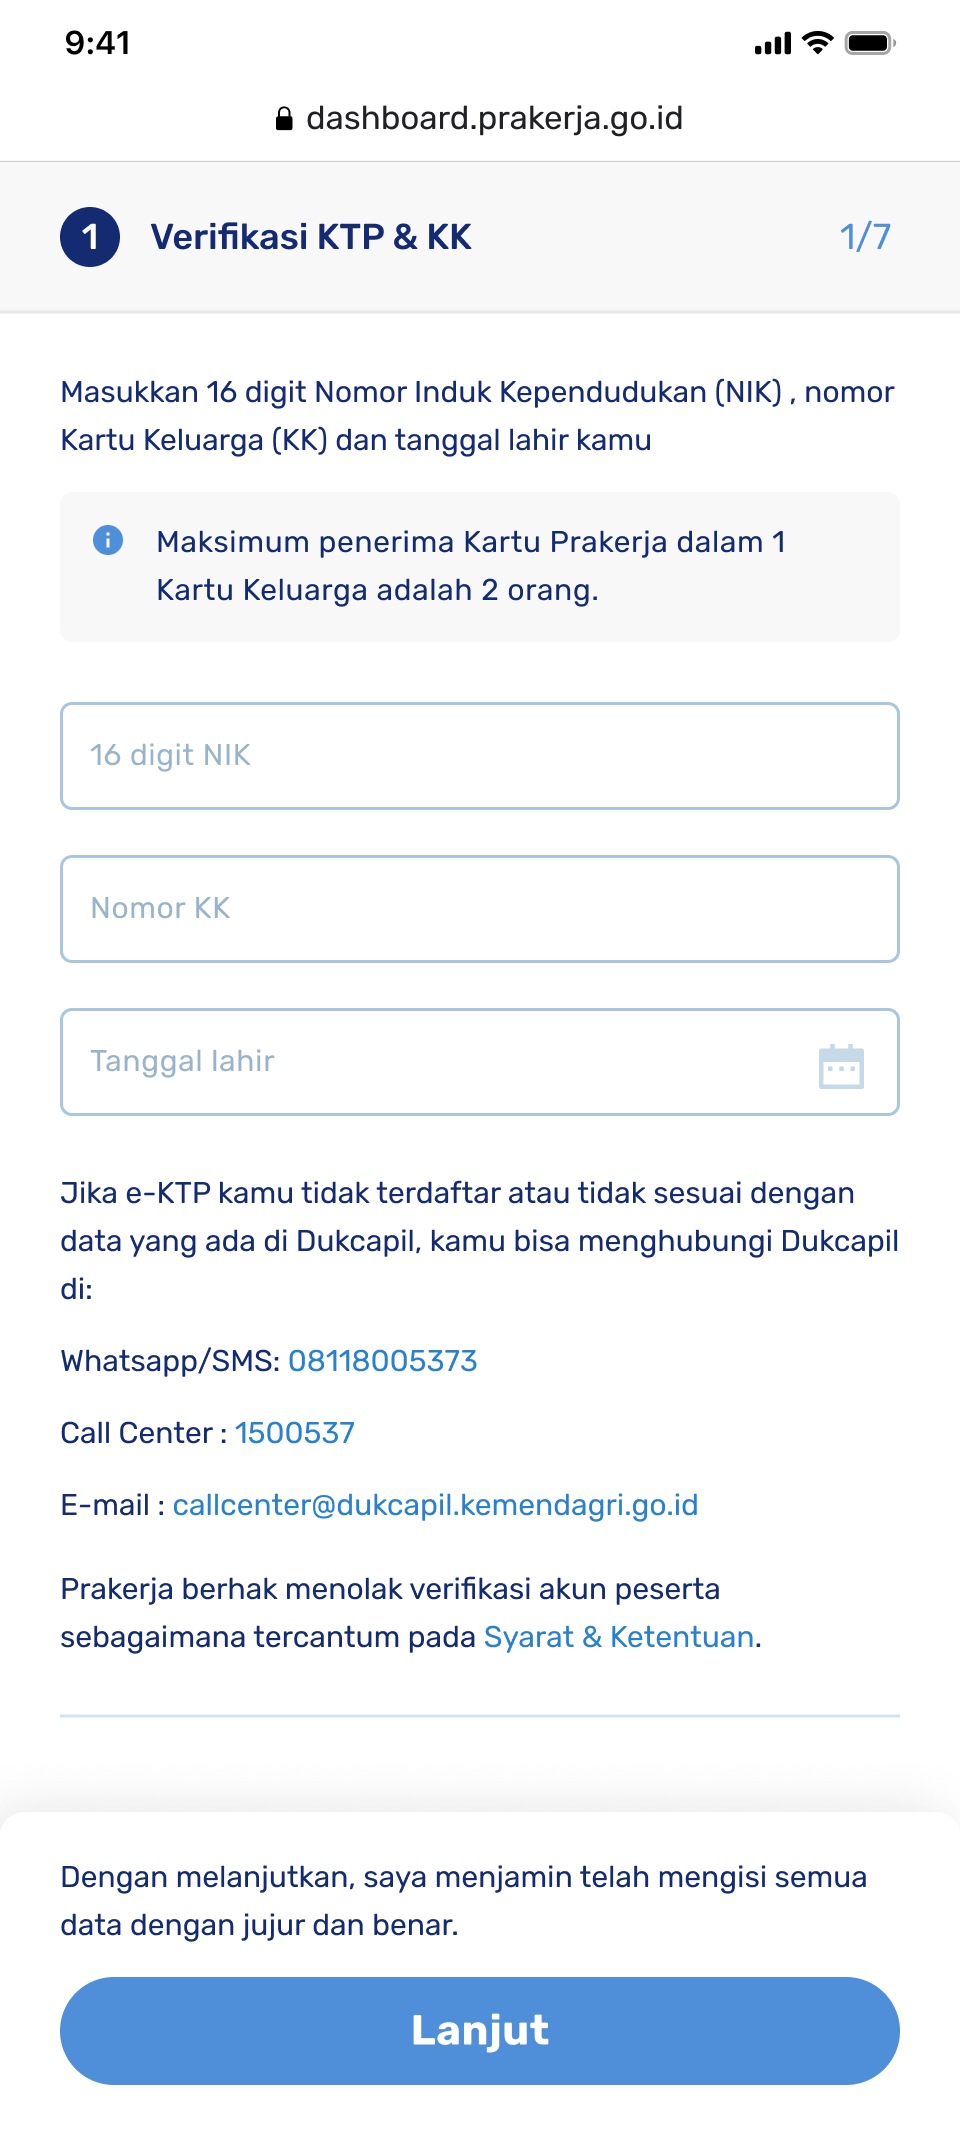 9:41
dashboard.prakerja.go.id
1 Verifikasi KTP & KK 1/7
Masukkan 16 digit Nomor Induk Kependudukan (NIK) , nomor
Kartu Keluarga (KK) dan tanggal lahir kamu
Maksimum penerima Kartu Prakerja dalam 1
Kartu Keluarga adalah 2 orang.
16 digit NIK
Nomor KK
Tanggal lahir
Jika e-KTP kamu tidak terdaftar atau tidak sesuai dengan
data yang ada di Dukcapil, kamu bisa menghubungi Dukcapil
di:
Whatsapp/SMS: 08118005373
Call Center : 1500537
E-mail : callcenter@dukcapil.kemendagri.go.id
Prakerja berhak menolak verifikasi akun peserta
sebagaimana tercantum pada Syarat & Ketentuan.
Dengan melanjutkan, saya menjamin telah mengisi semua
data dengan jujur dan benar.
Lanjut